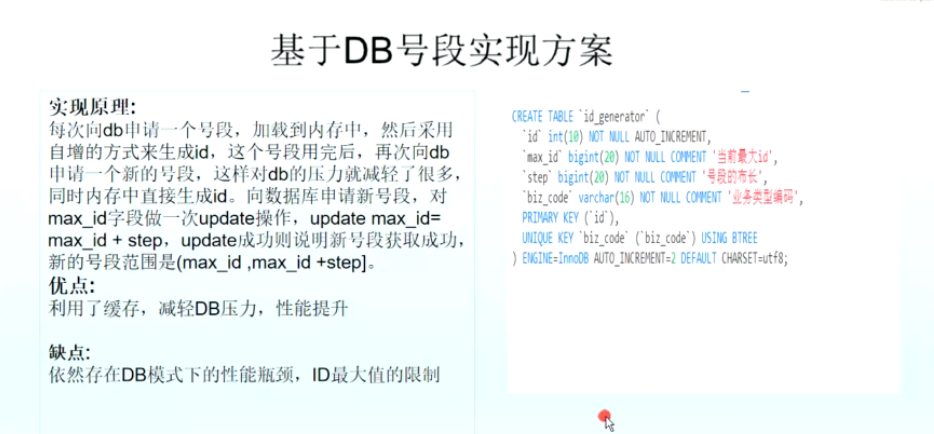 基于DB号段实现方案
实现原理:
每次向db申请一个号段，加载到内存中，然后采用
自增的方式来生成id，这个号段用完后，再次向db
申请一个新的号段，这样对db的压力就减轻了很多，
同时内存中直接生成id。向数据库申请新号段，对
max_id字段做一次update操作，update max_id=
max_id + step，update成功则说明新号段获取成功，
新的号段范围是(max_id ,max_id +step]。
优点:
利用了缓存，减轻DB压力，性能提升
缺点:
依然存在DB模式下的性能瓶颈，ID最大值的限制
CREATE TABLE `id_generator` (
`id` int(10) NOT NULL AUTO_INCREMENT,
`max_id` bigint(20) NOT NULL COMMENT '当前最大id',
`step` bigint(20) NOT NULL COMMENT '号段的布长',
`biz_code` varchar(16) NOT NULL COMMENT '业务类型编码',
PRIMARY KEY (`id`),
UNIQUE KEY `biz_code` (`biz_code`) USING BTREE
) ENGINE=InnoDB AUTO_INCREMENT=2 DEFAULT CHARSET=utf8;